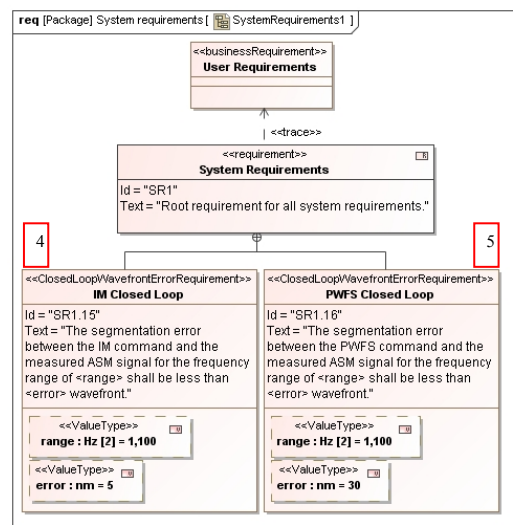 req [Package] System requirements [ SystemRequirements1 ]
<<businessRequirement>>
User Requirements
<<trace>>
<<requirement>>
System Requirements
Id = "SR1"
Text = "Root requirement for all system requirements."
4
<<ClosedLoopWavefrontErrorRequirement>>
IM Closed Loop
Id = "SR1.15"
Text = "The segmentation error
between the IM command and the
measured ASM signal for the frequency
range of <range> shall be less than
<error> wavefront."
<<ValueType>>
range : Hz [2] = 1,100
<<ValueType>>
error : nm = 5
5
<<ClosedLoopWavefrontErrorRequirement>>
PWFS Closed Loop
Id = "SR1.16"
Text = "The segmentation error
between the PWFS command and the
measured ASM signal for the frequency
range of <range> shall be less than
<error> wavefront."
<<ValueType>>
range : Hz [2] = 1,100
<<ValueType>>
error : nm = 30